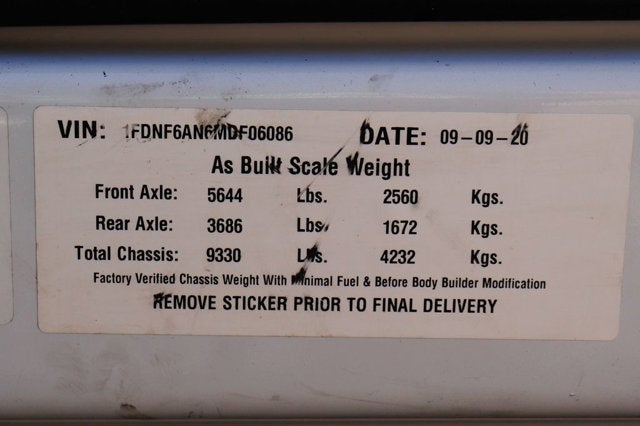 VIN: 1FDNF6AN6MDF06086 DATE: 09-09-20
As Built Scale Weight
Front Axle: 5644 Lbs. 2560 Kgs.
Rear Axle: 3686 Lbs. 1672 Kgs.
Total Chassis: 9330 Lbs. 4232 Kgs.
Factory Verified Chassis Weight With Minimal Fuel & Before Body Builder Modification
REMOVE STICKER PRIOR TO FINAL DELIVERY